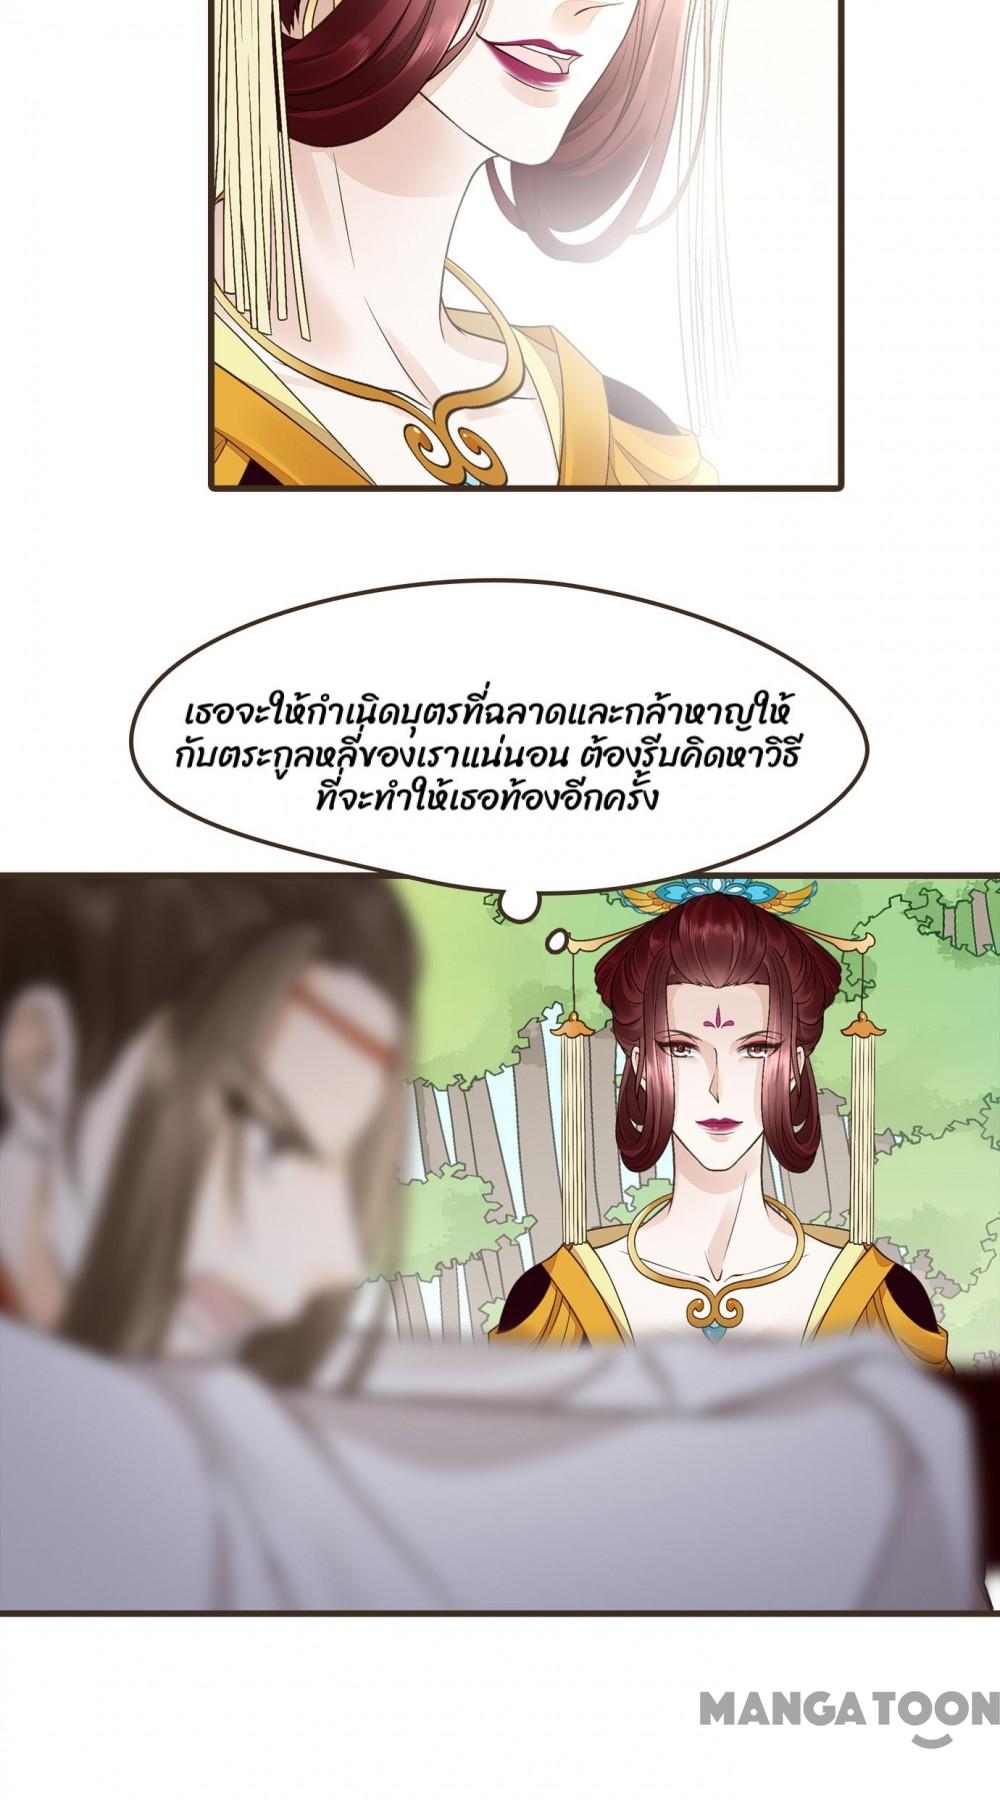 เธอจะให้กำเนิดบุตรที่ฉลาดและกล้าหาญให้
กับตระกูลหลี่ของเราแน่นอน ต้องรีบคิดหาวิธี
ที่จะทำให้เธอท้องอีกครั้ง
MANGATOON